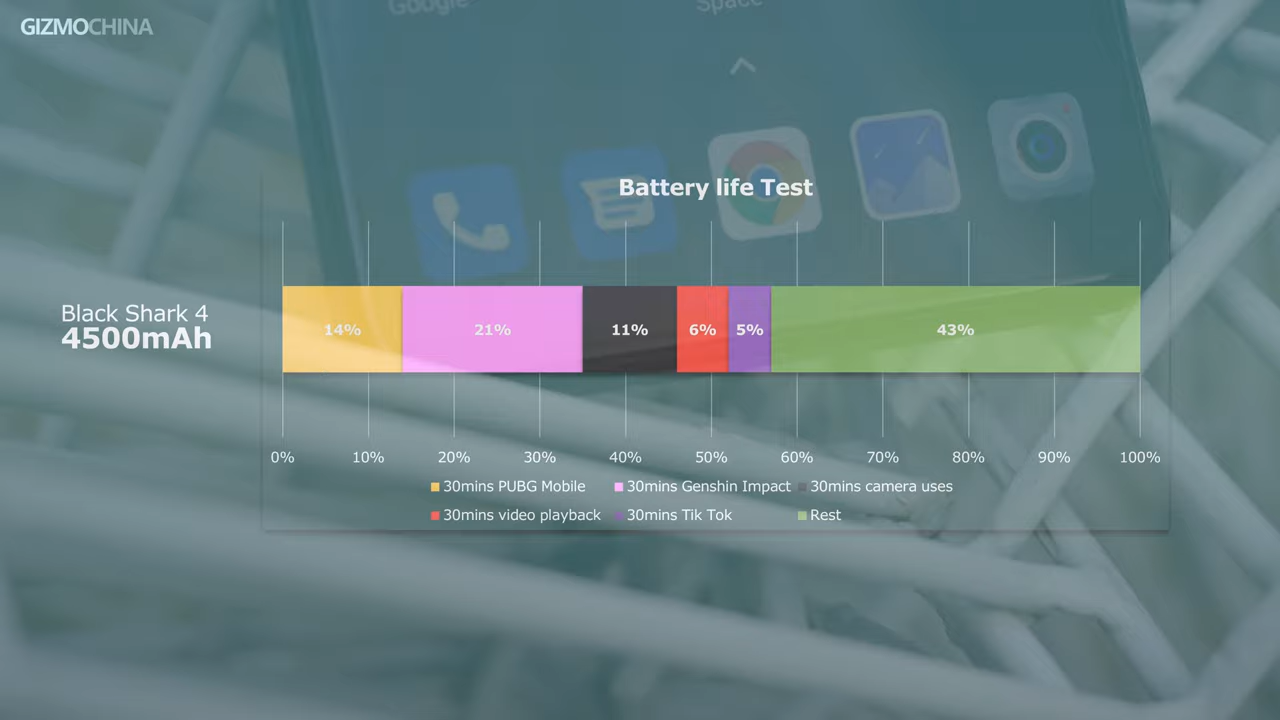 GIZMOCHINA
Google
Space
Battery life Test
Black Shark 4
4500mAh
14%
21%
11%
6%
5%
43%
0%
10%
20%
30%
40%
50%
60%
70%
80%
90%
100%
30mins PUBG Mobile
30mins Genshin Impact
30mins camera uses
30mins video playback
30mins Tik Tok
Rest